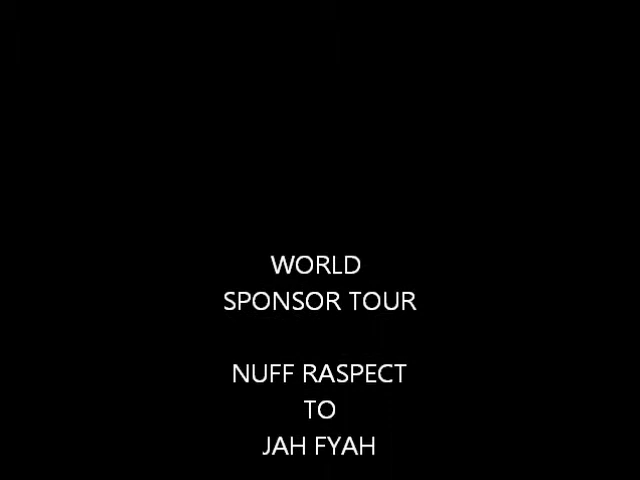 WORLD
SPONSOR TOUR
NUFF RASPECT
TO
JAH FYAH